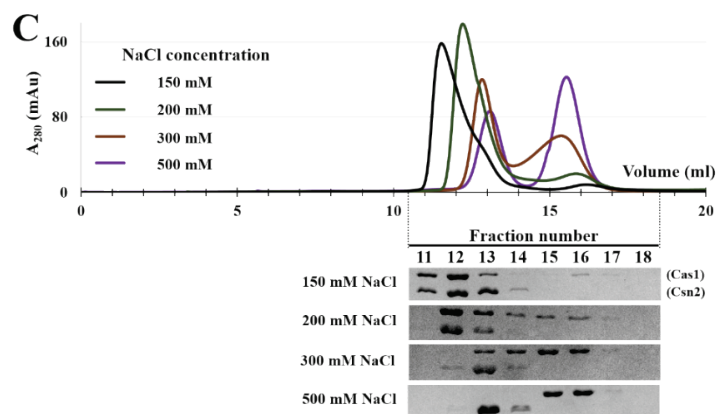 C
NaCl concentration
150 mM
200 mM
300 mM
500 mM
A280 (mAu)
160
80
0
0
5
10
15
20
Volume (ml)
Fraction number
11 12 13 14 15 16 17 18
150 mM NaCl
(Cas1)
(Csn2)
200 mM NaCl
300 mM NaCl
500 mM NaCl